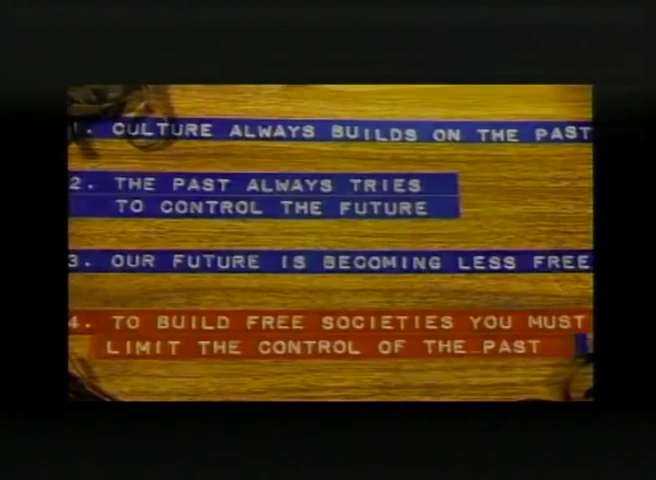 1. CULTURE ALWAYS BUILDS ON THE PAST
2. THE PAST ALWAYS TRIES
TO CONTROL THE FUTURE
3. OUR FUTURE IS BECOMING LESS FREE
4. TO BUILD FREE SOCIETIES YOU MUST
LIMIT THE CONTROL OF THE PAST